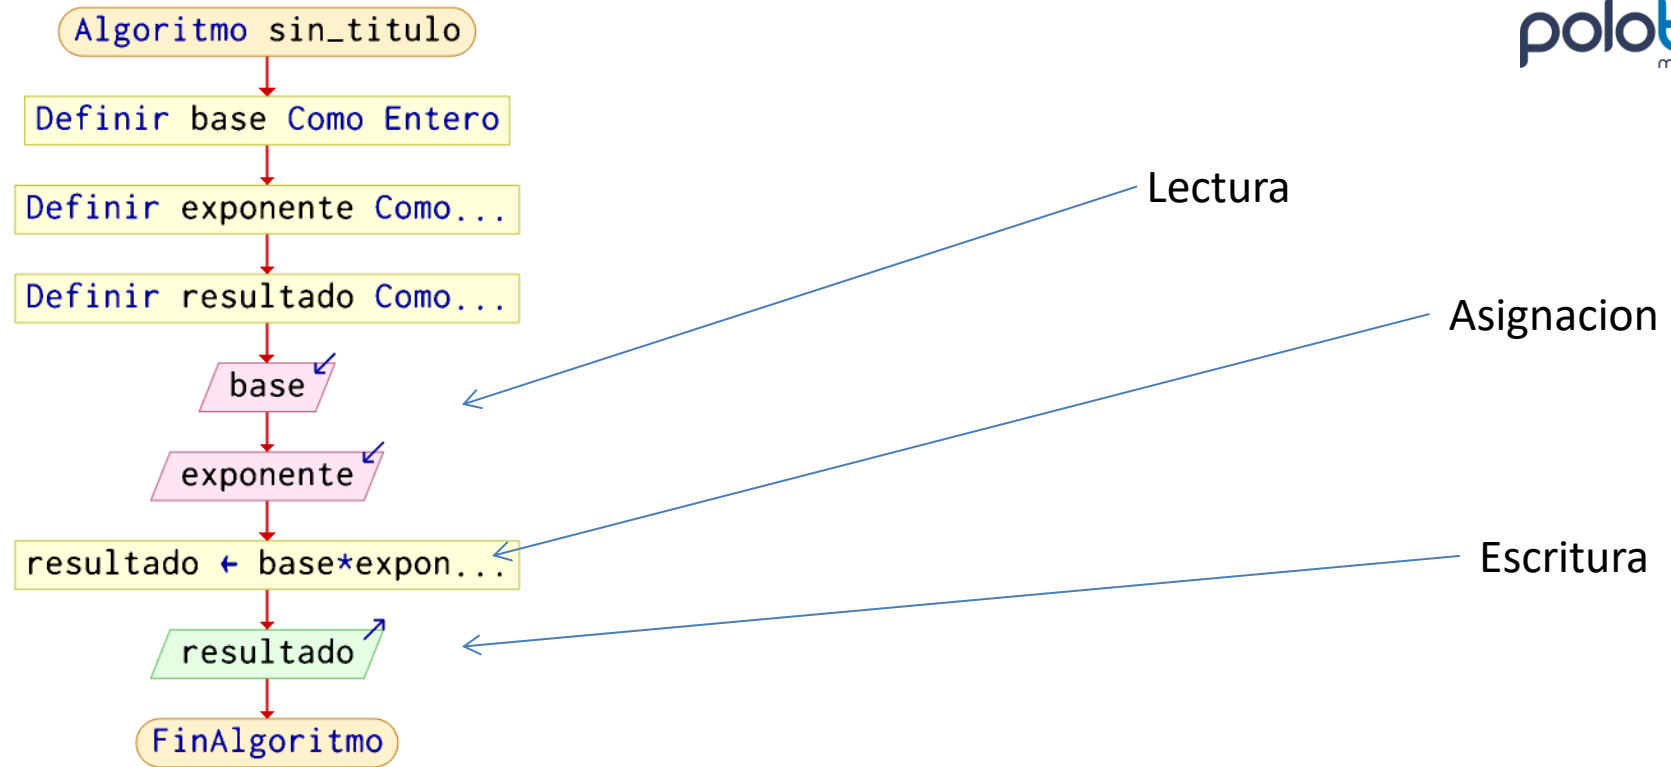 Algoritmo sin_titulo
Definir base Como Entero
Definir exponente Como...
Definir resultado Como...
base
exponente
resultado ← base*expon...
resultado
FinAlgoritmo
Lectura
Asignacion
Escritura